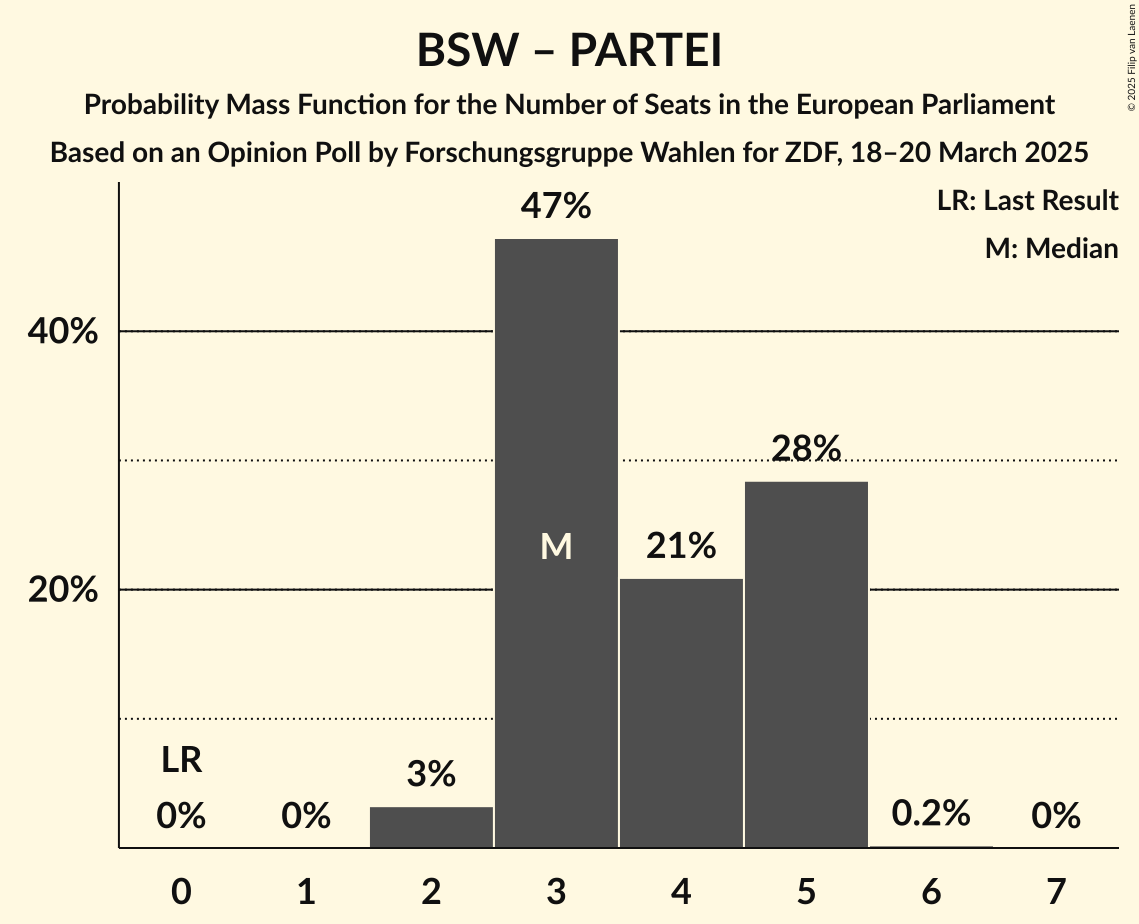 BSW – PARTEI
Probability Mass Function for the Number of Seats in the European Parliament
Based on an Opinion Poll by Forschungsgruppe Wahlen for ZDF, 18–20 March 2025
© 2025 Filip van Laenen
LR: Last Result
M: Median
47%
40%
28%
M
21%
20%
LR
3%
0%
0%
0.2%
0%
0
1
2
3
4
5
6
7